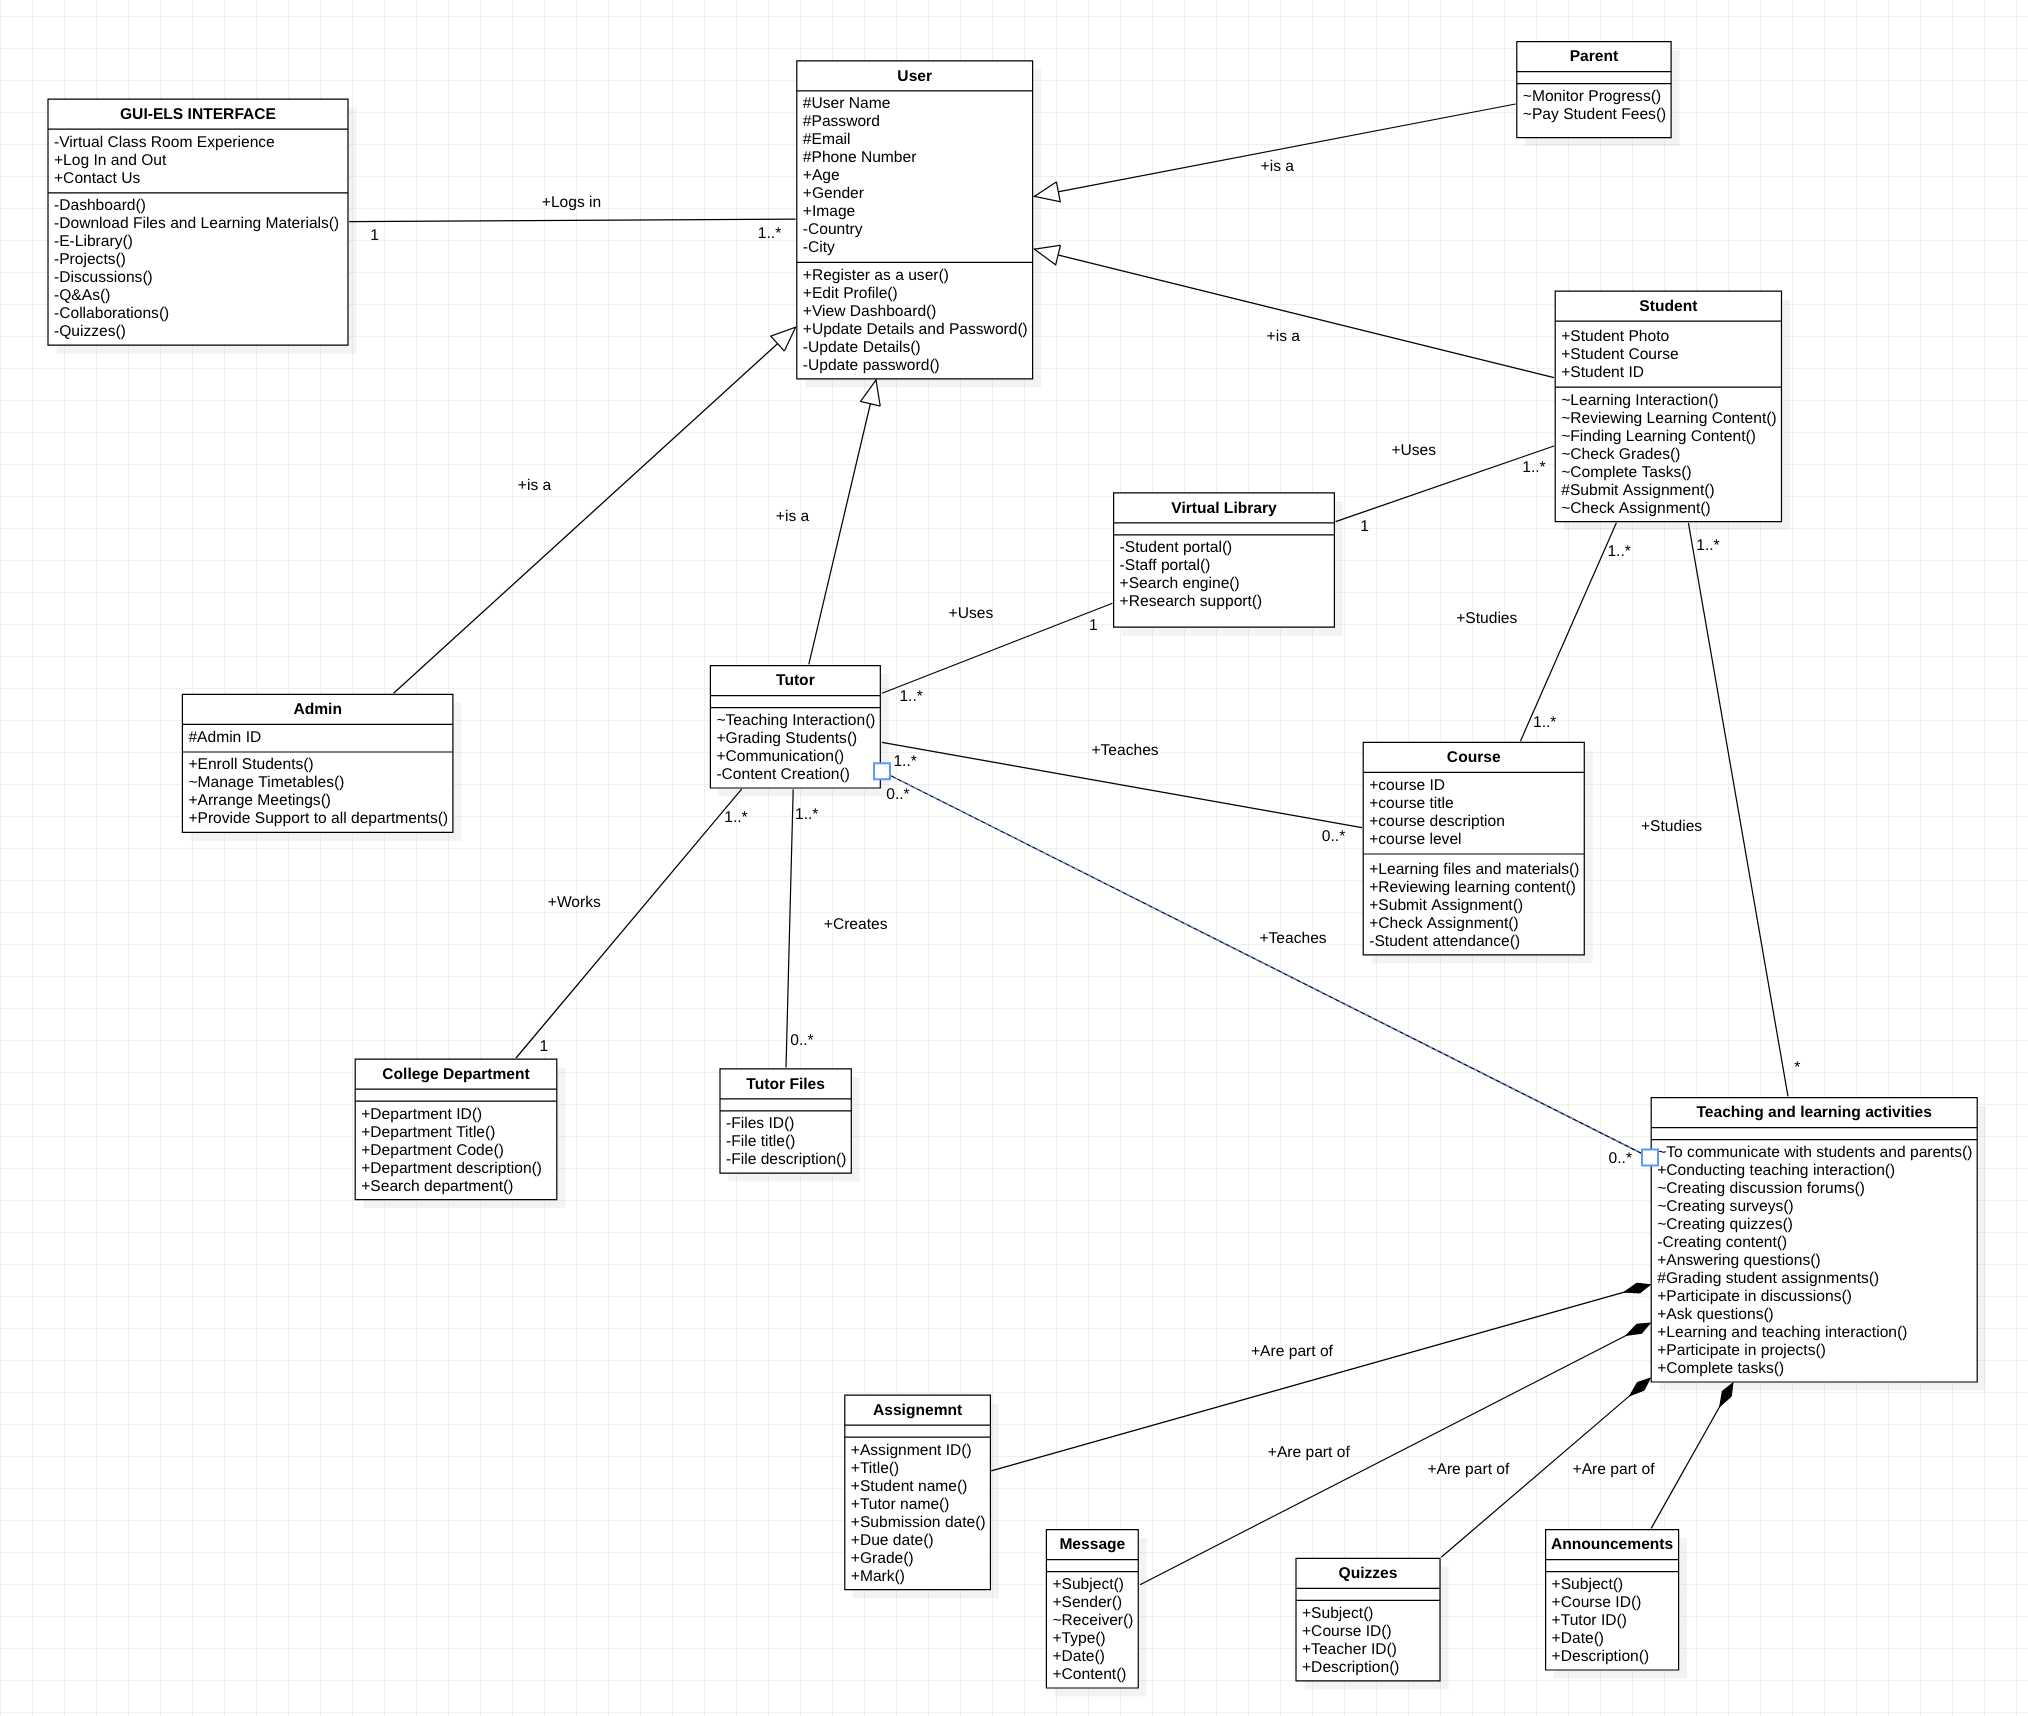 Parent
~Monitor Progress()
~Pay Student Fees()
User
#User Name
#Password
#Email
#Phone Number
+Age
+Gender
+Image
-Country
-City
+Register as a user()
+Edit Profile()
+View Dashboard()
+Update Details and Password()
-Update Details()
-Update password()
GUI-ELS INTERFACE
-Virtual Class Room Experience
+Log In and Out
+Contact Us
-Dashboard()
-Download Files and Learning Materials()
-E-Library()
-Projects()
-Discussions()
-Q&As()
-Collaborations()
-Quizzes()
+Logs in
1
1..*
+is a
+is a
Student
+Student Photo
+Student Course
+Student ID
~Learning Interaction()
~Reviewing Learning Content()
~Finding Learning Content()
~Check Grades()
~Complete Tasks()
#Submit Assignment()
~Check Assignment()
+is a
+is a
+Uses
1..*
1
Virtual Library
-Student portal()
-Staff portal()
+Search engine()
+Research support()
1..*
1..*
+Uses
1
1..*
+Studies
1..*
Admin
#Admin ID
+Enroll Students()
~Manage Timetables()
+Arrange Meetings()
+Provide Support to all departments()
Tutor
~Teaching Interaction()
+Grading Students()
+Communication()
-Content Creation()
1..*
0..*
+Teaches
0..*
Course
+course ID
+course title
+course description
+course level
+Learning files and materials()
+Reviewing learning content()
+Submit Assignment()
+Check Assignment()
-Student attendance()
+Studies
*
1..*
1..*
+Works
+Creates
+Teaches
1
0..*
0..*
College Department
+Department ID()
+Department Title()
+Department Code()
+Department description()
+Search department()
Tutor Files
-Files ID()
-File title()
-File description()
Teaching and learning activities
~To communicate with students and parents()
+Conducting teaching interaction()
~Creating discussion forums()
~Creating surveys()
~Creating quizzes()
-Creating content()
+Answering questions()
#Grading student assignments()
+Participate in discussions()
+Ask questions()
+Learning and teaching interaction()
+Participate in projects()
+Complete tasks()
+Are part of
+Are part of
+Are part of
+Are part of
Assignemnt
+Assignment ID()
+Title()
+Student name()
+Tutor name()
+Submission date()
+Due date()
+Grade()
+Mark()
Message
+Subject()
+Sender()
~Receiver()
+Type()
+Date()
+Content()
Quizzes
+Subject()
+Course ID()
+Teacher ID()
+Description()
Announcements
+Subject()
+Course ID()
+Tutor ID()
+Date()
+Description()